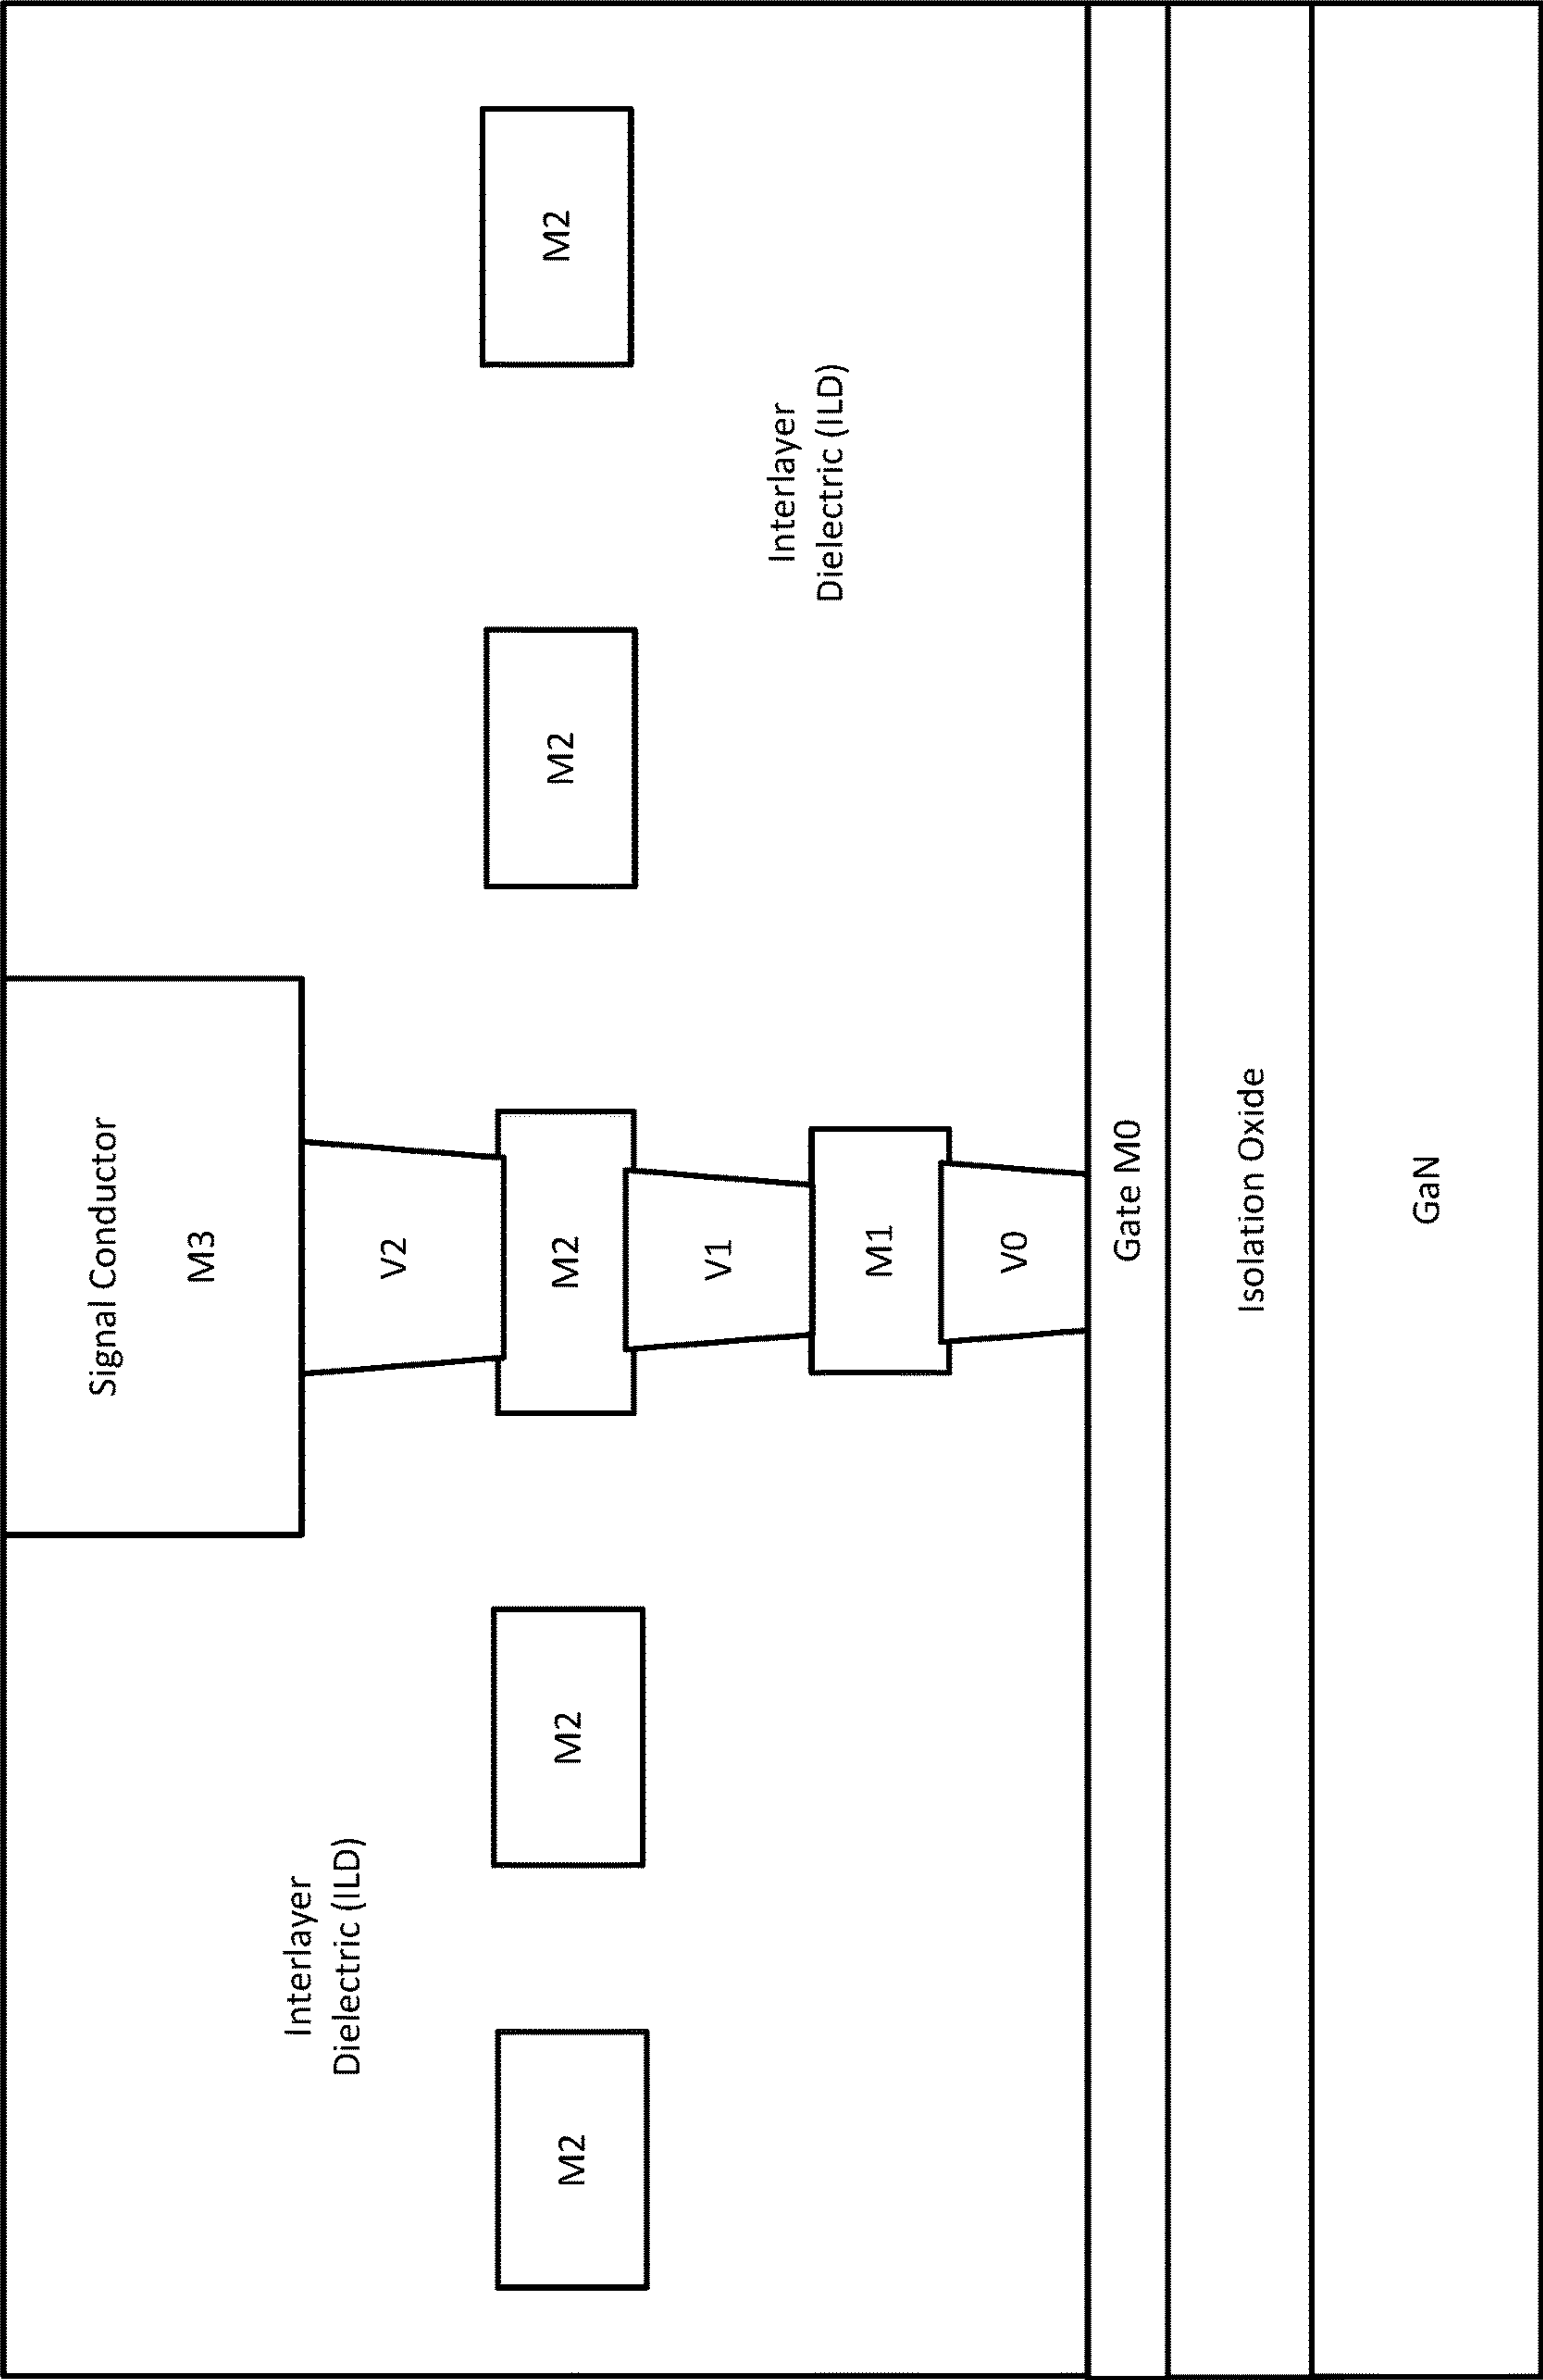 Signal Conductor
M3
V2
Interlayer
Dielectric (ILD)
M2
M2
M2
M2
M2
V1
Interlayer
Dielectric (ILD)
M1
V0
Gate M0
Isolation Oxide
GaN